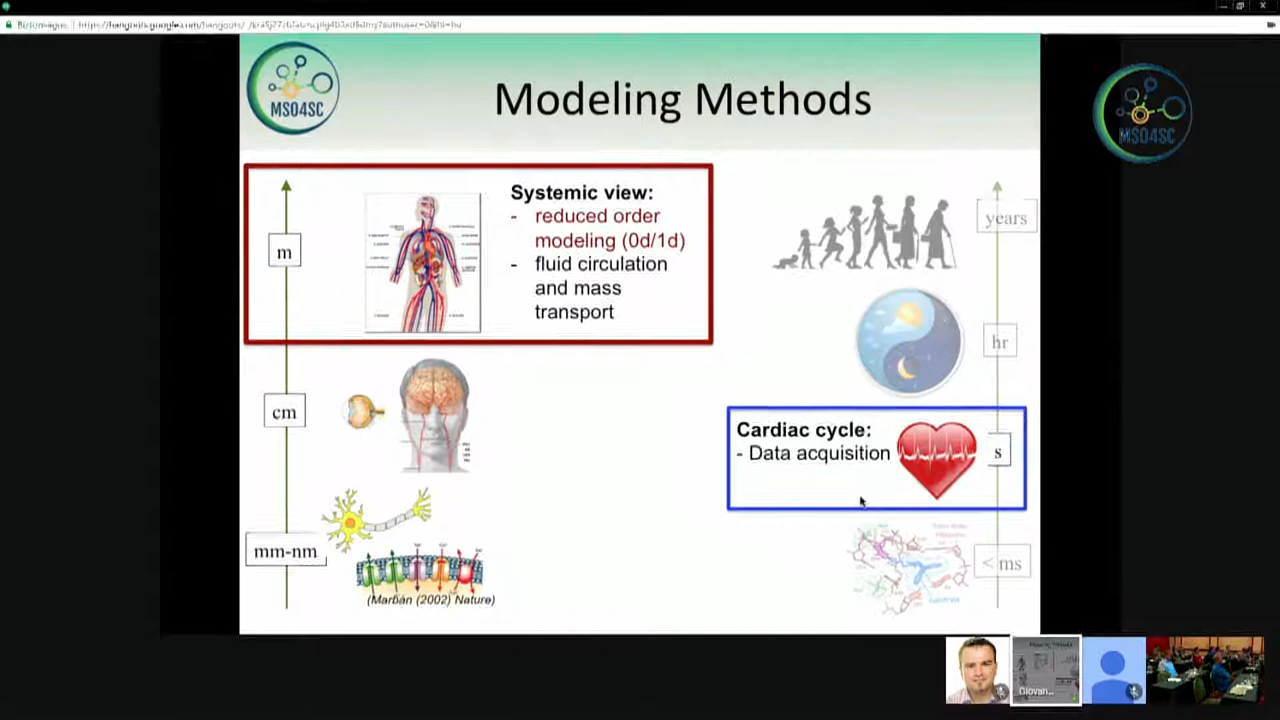 MSO4SC
Modeling Methods
MSO4SC
Systemic view:
- reduced order
modeling (0d/1d)
- fluid circulation
and mass
transport
m
years
hr
cm
Cardiac cycle:
- Data acquisition
s
mm-nm
< ms
(Marbán (2002) Nature)
Giovan...